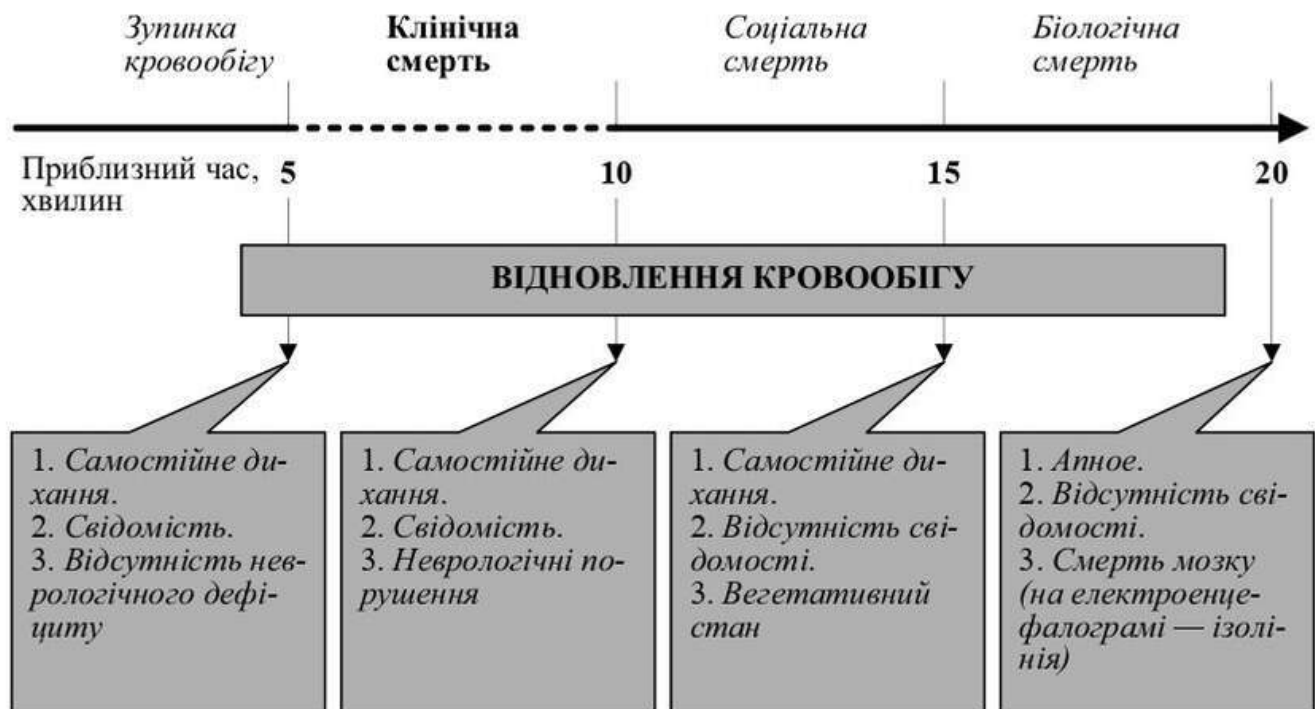 Зупинка
кровообігу
Клінічна
смерть
Соціальна
смерть
Біологічна
смерть
Приблизний час,
хвилин
5
10
15
20
ВІДНОВЛЕННЯ КРОВООБІГУ
1. Самостійне ди-
хання.
2. Свідомість.
3. Відсутність нев-
рологічного дефі-
циту
1. Самостійне ди-
хання.
2. Свідомість.
3. Неврологічні по-
рушення
1. Самостійне ди-
хання.
2. Відсутність сві-
домості.
3. Вегетативний
стан
1. Апное.
2. Відсутність сві-
домості.
3. Смерть мозку
(на електроенце-
фалограмі — ізолі-
нія)